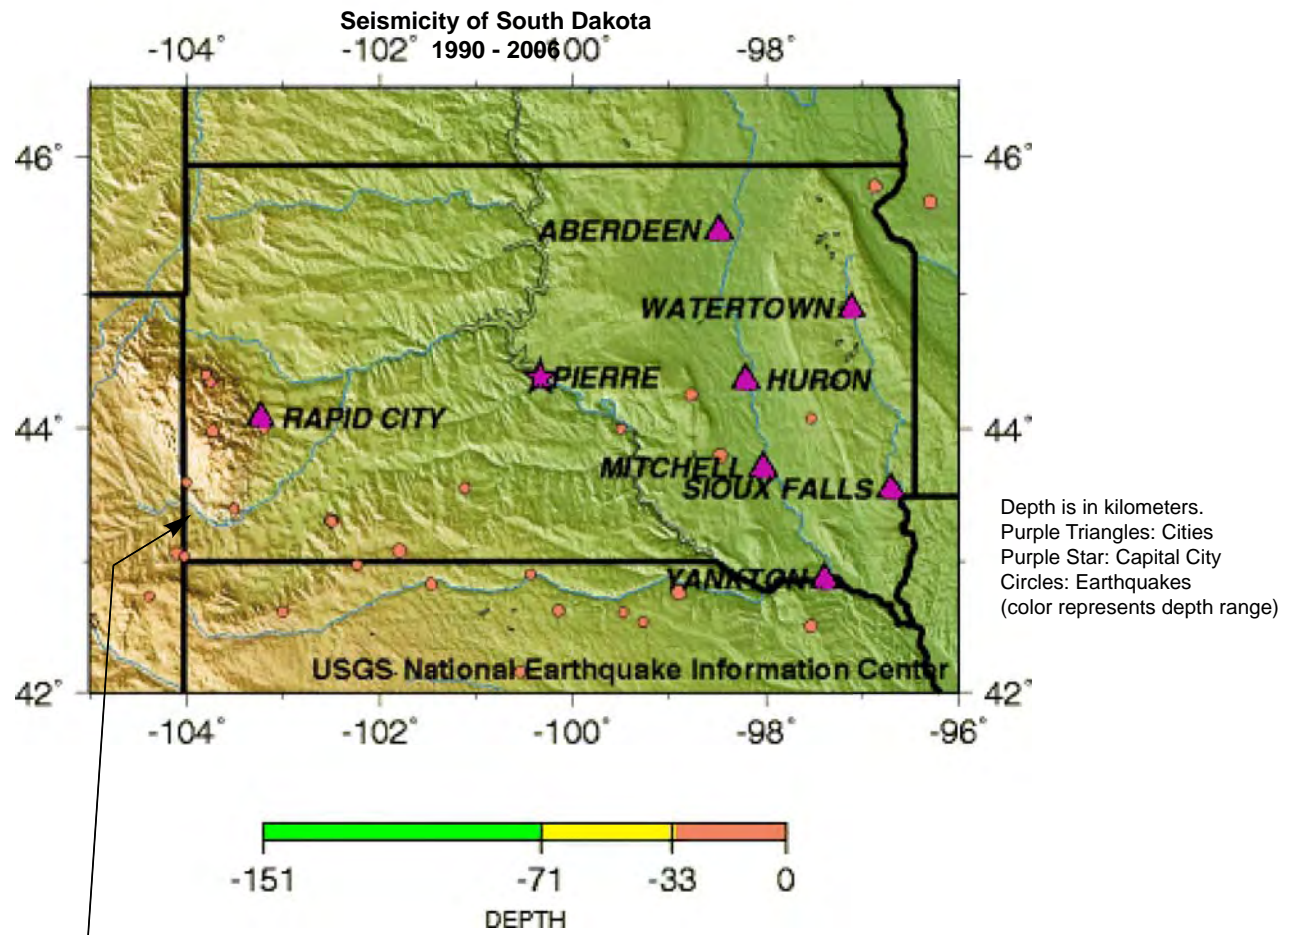 Seismicity of South Dakota
1990 - 2006
-104° -102° -100° -98°
46° 46°
ABERDEEN
WATERTOWN
PIERRE HURON
RAPID CITY
44° 44°
MITCHELL
SIOUX FALLS
YANKTON
USGS National Earthquake Information Center
42° 42°
-104° -102° -100° -98° -96°
Depth is in kilometers.
Purple Triangles: Cities
Purple Star: Capital City
Circles: Earthquakes
(color represents depth range)
-151 -71 -33 0
DEPTH